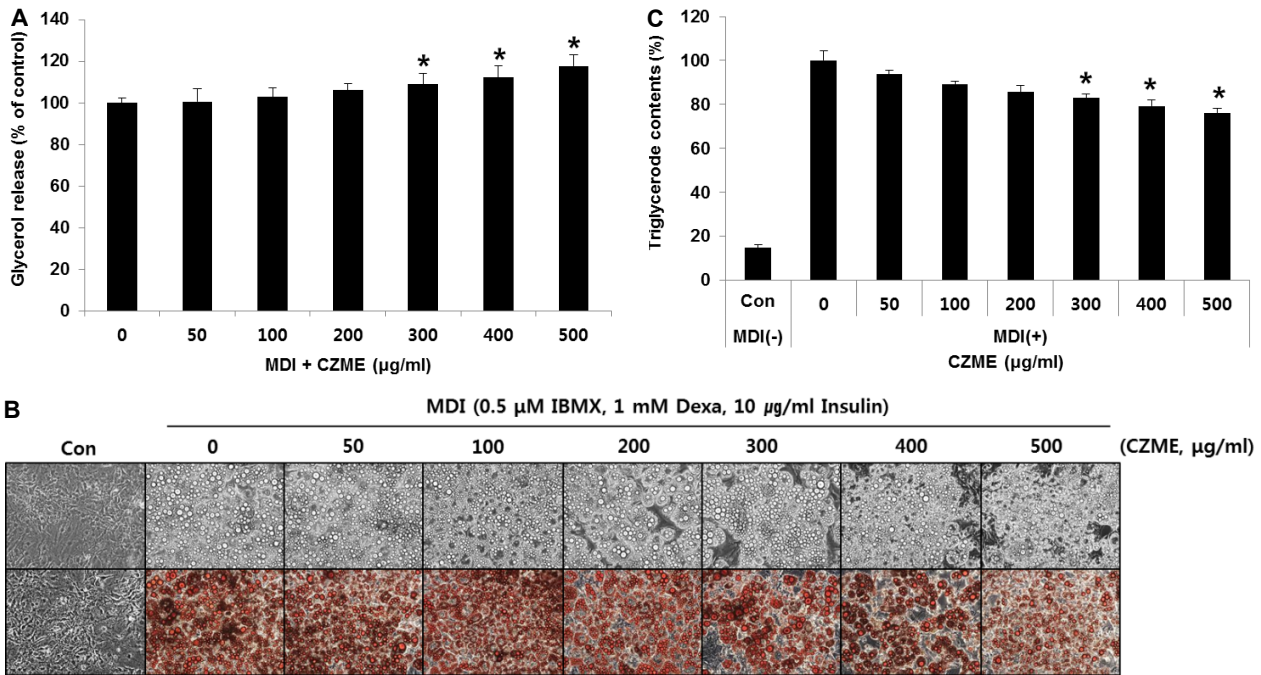 A
Glycerol release (% of control)
140
120
100
80
60
40
20
0
* * *
0 50 100 200 300 400 500
MDI + CZME (µg/ml)
C
Triglycerode contents (%)
120
100
80
60
40
20
0
* * *
Con 0 50 100 200 300 400 500
MDI(-) MDI(+)
CZME (µg/ml)
B
MDI (0.5 µM IBMX, 1 mM Dexa, 10 ㎍/ml Insulin)
Con 0 50 100 200 300 400 500 (CZME, µg/ml)